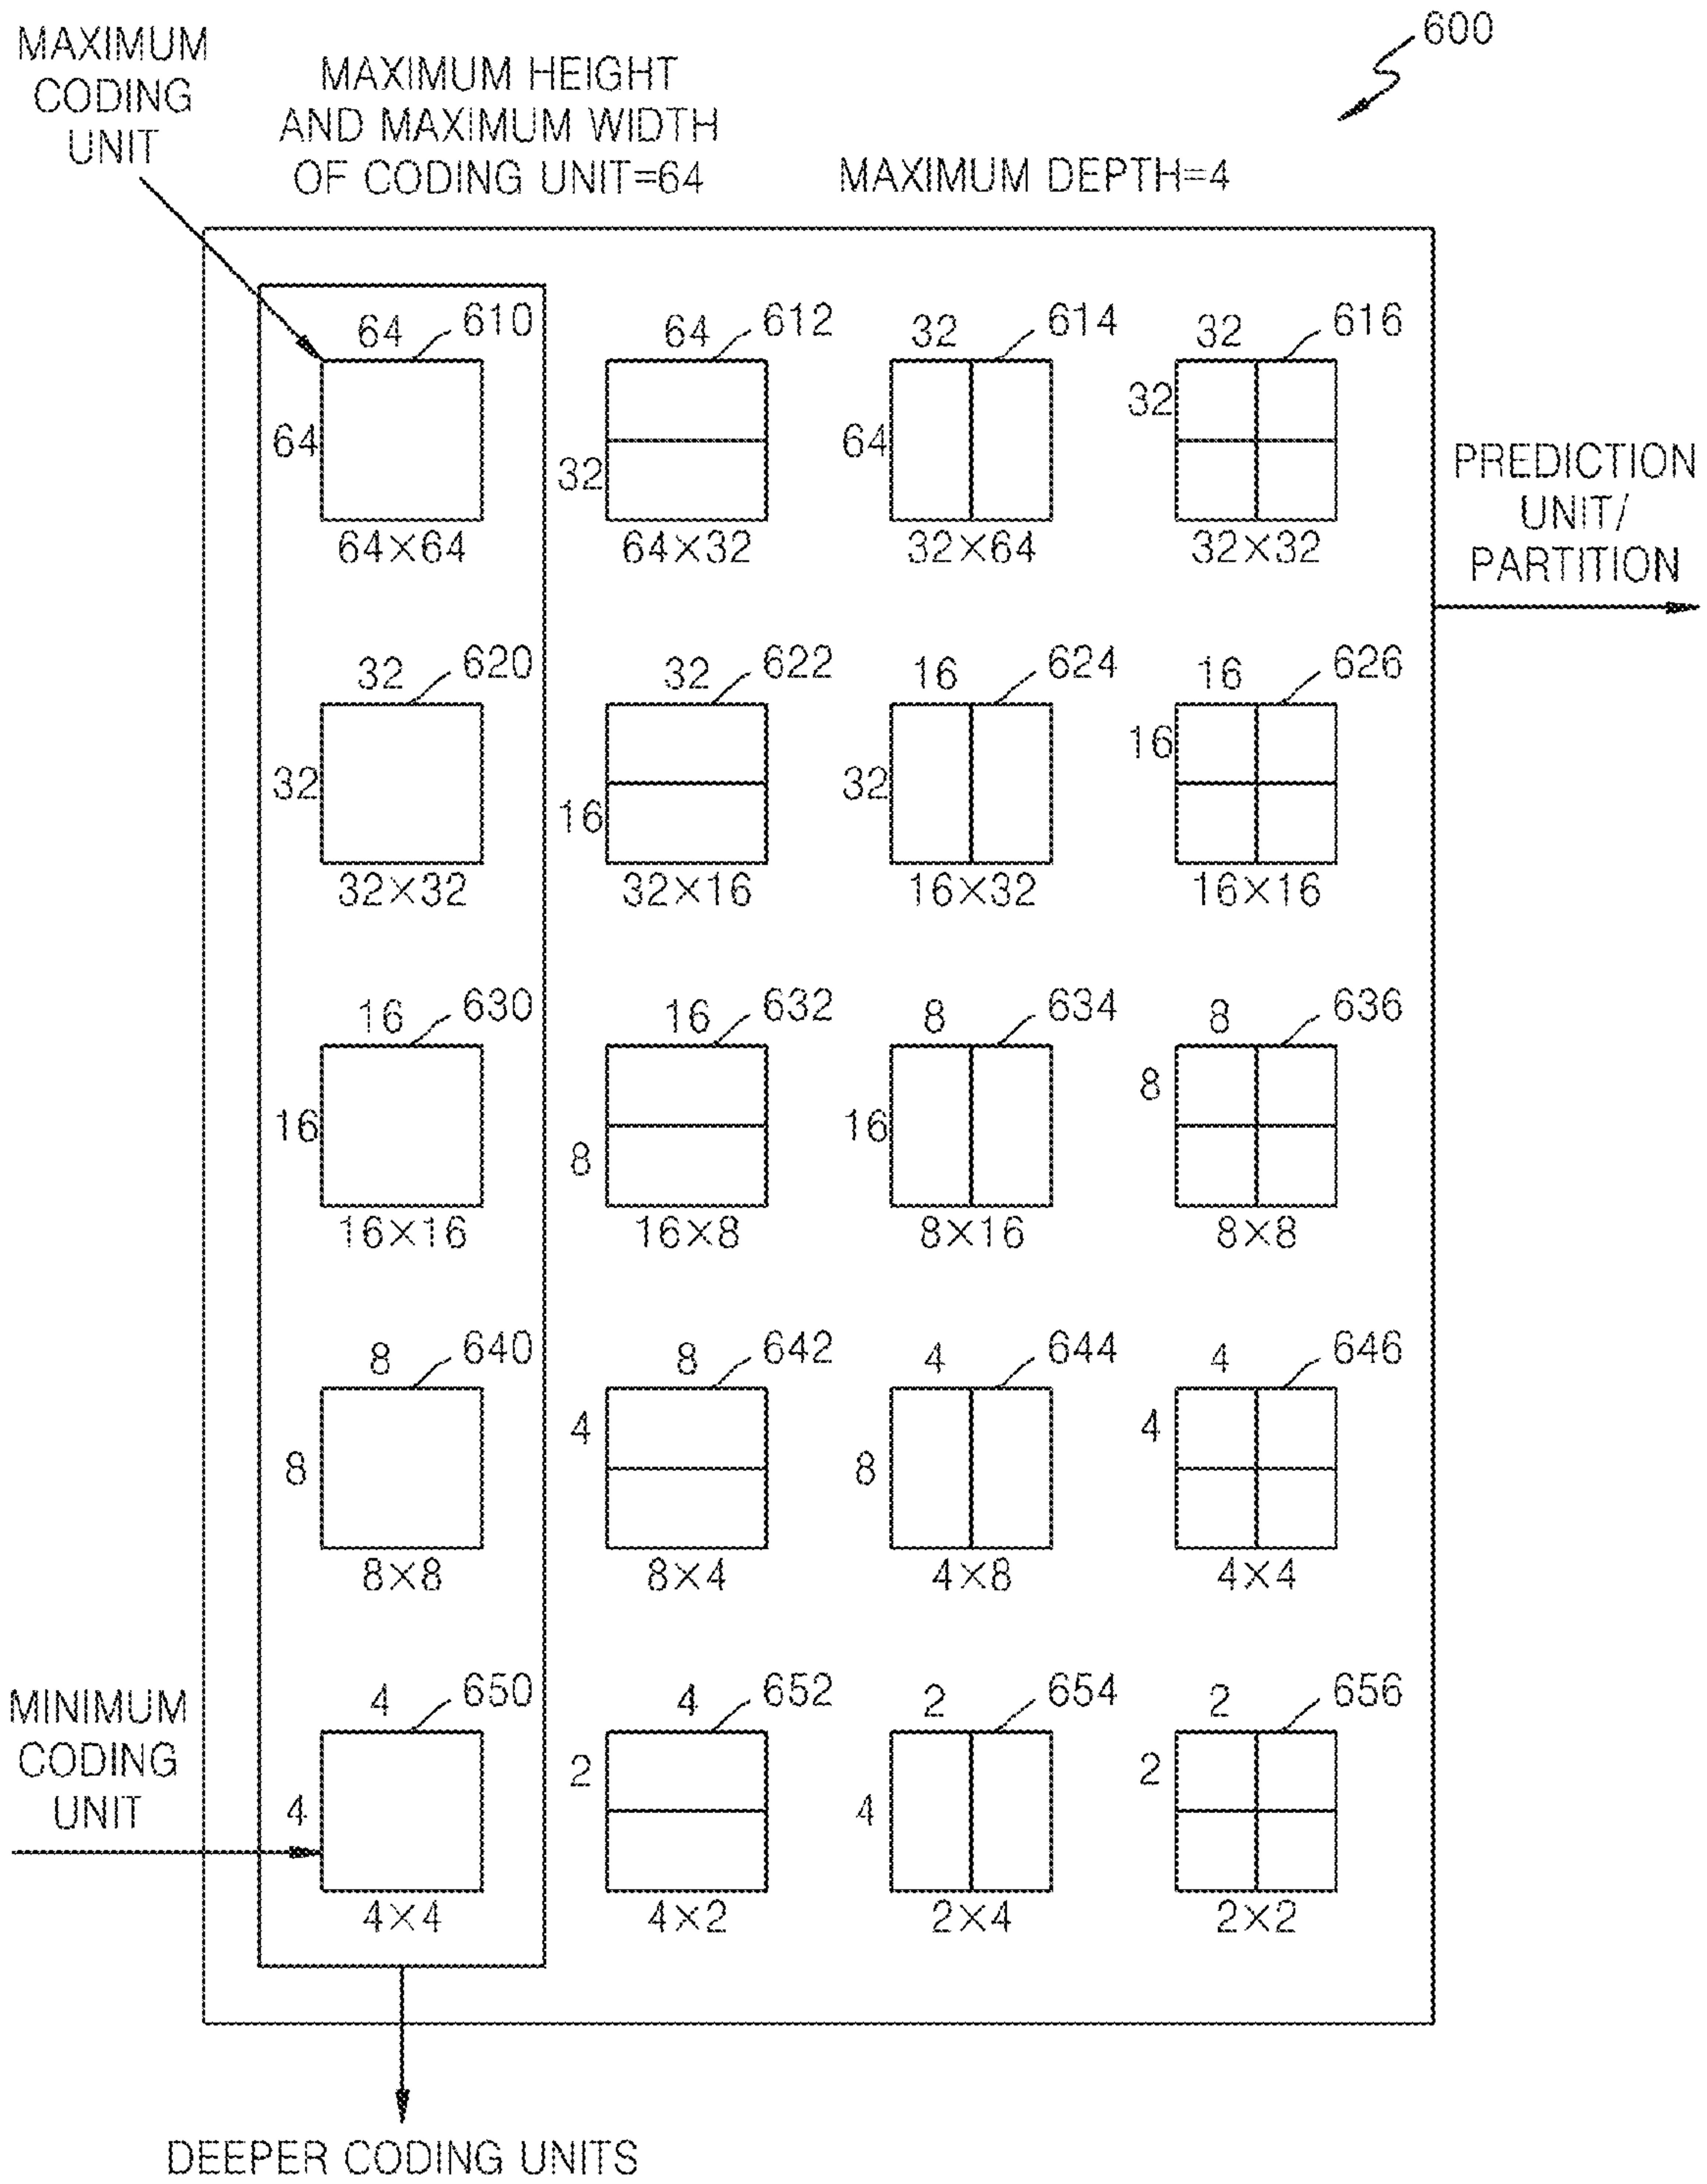 600
MAXIMUM
CODING
UNIT
MAXIMUM HEIGHT
AND MAXIMUM WIDTH
OF CODING UNIT=64
MAXIMUM DEPTH=4
64 610 64 612 32 614 32 616
64 32 64 32
64×64 64×32 32×64 32×32
PREDICTION
UNIT/
PARTITION
32 620 32 622 16 624 16 626
32 16 32 16
32×32 32×16 16×32 16×16
16 630 16 632 8 634 8 636
16 8 16 8
16×16 16×8 8×16 8×8
8 640 8 642 4 644 4 646
8 4 8 4
8×8 8×4 4×8 4×4
MINIMUM
CODING
UNIT
4 650 4 652 2 654 2 656
4 2 4 2
4×4 4×2 2×4 2×2
DEEPER CODING UNITS